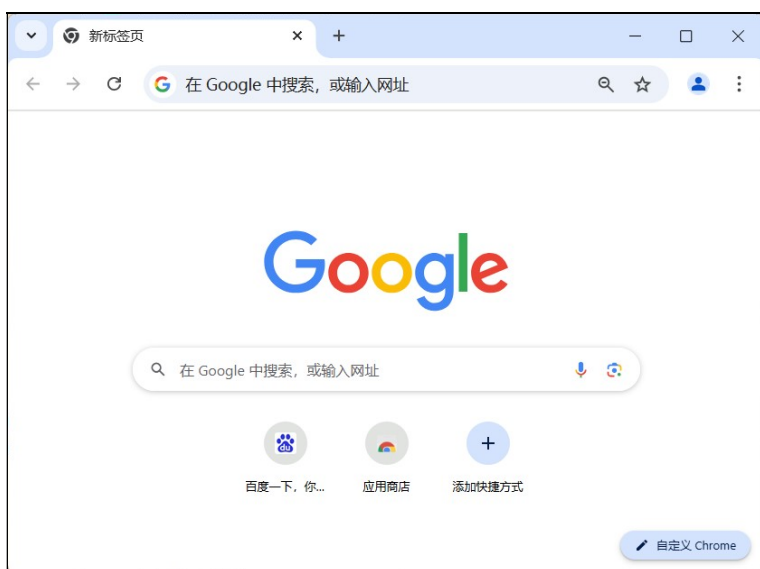 新标签页
在 Google 中搜索，或输入网址
Google
在 Google 中搜索，或输入网址
百度一下，你...
应用商店
添加快捷方式
自定义 Chrome